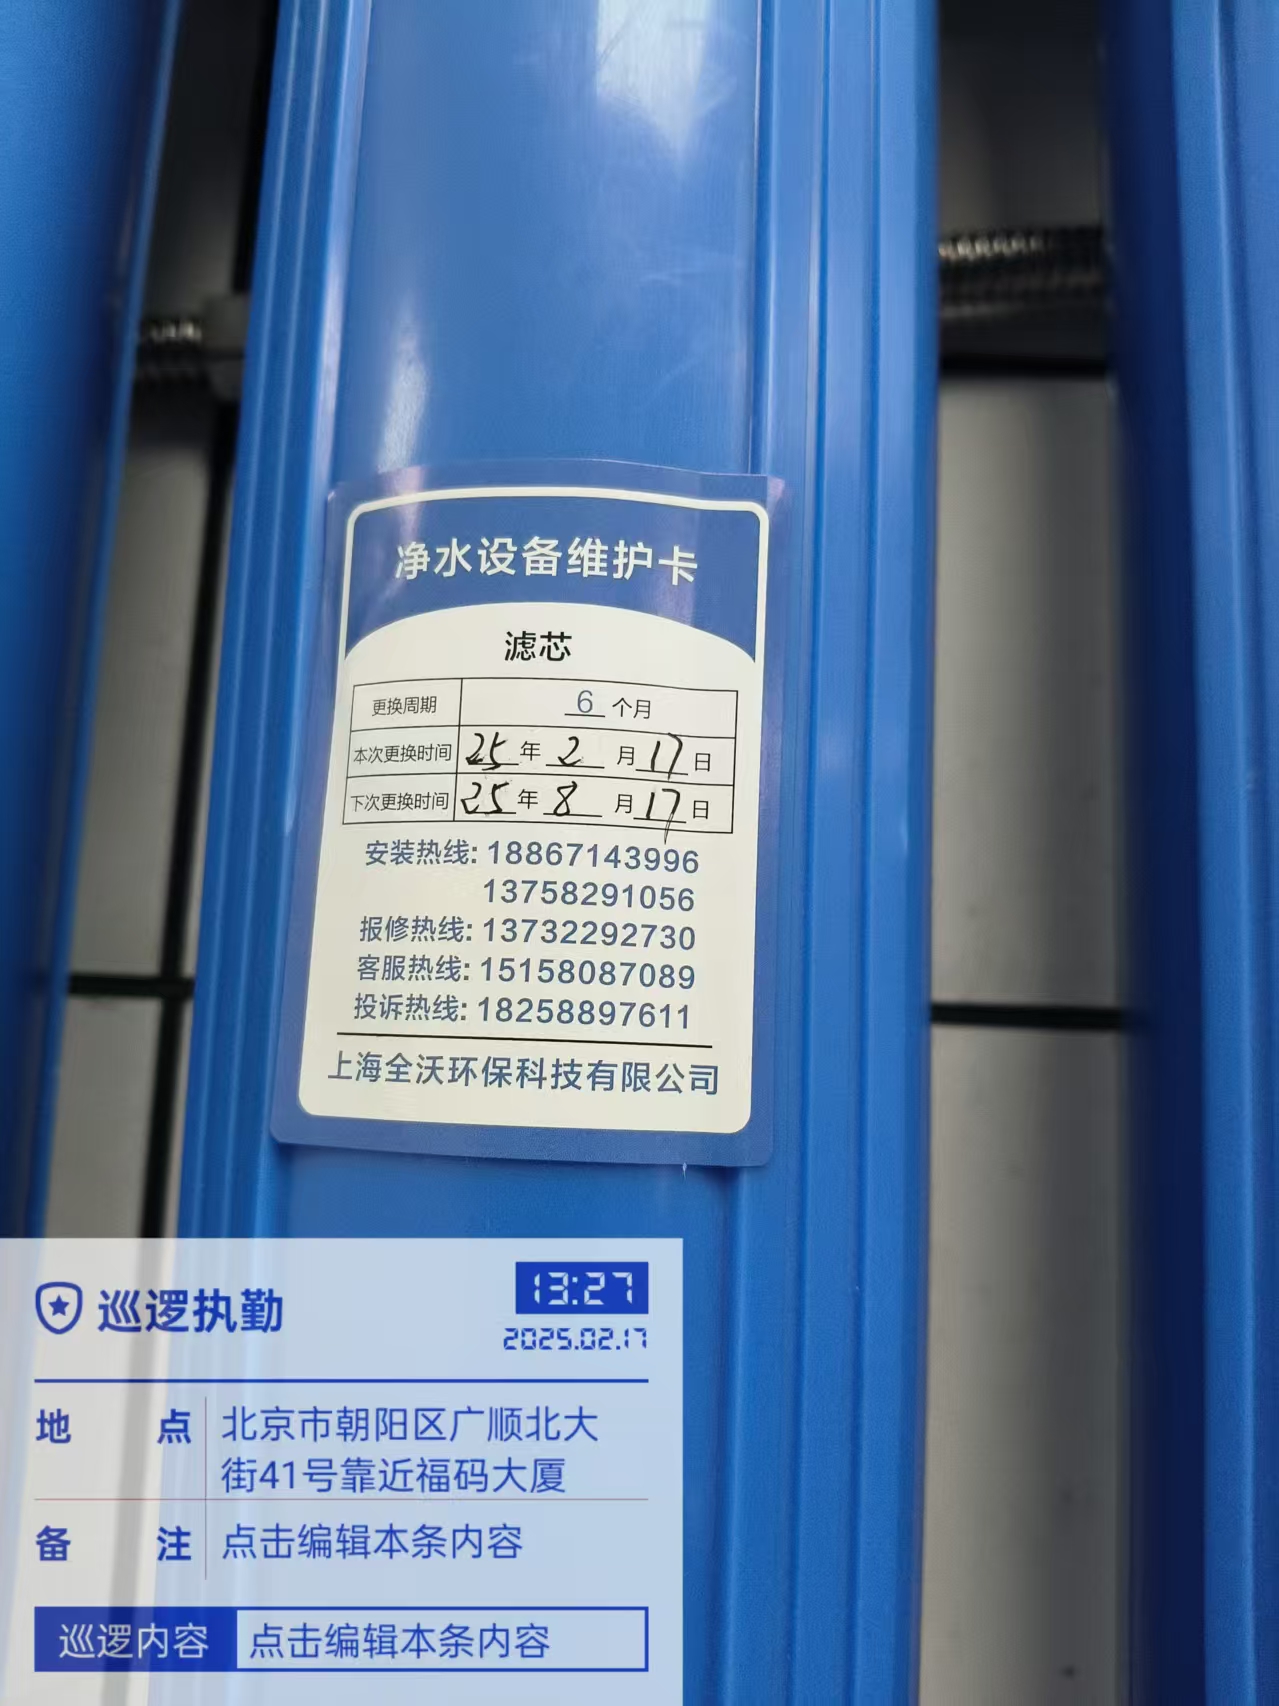 净水设备维护卡
滤芯
更换周期 6 个月
本次更换时间 25 年 2 月 17 日
下次更换时间 25 年 8 月 17 日
安装热线: 18867143996
13758291056
报修热线: 13732292730
客服热线: 15158087089
投诉热线: 18258897611
上海全沃环保科技有限公司
巡逻执勤 13:27
2025.02.17
地 点 北京市朝阳区广顺北大
街41号靠近福码大厦
备 注 点击编辑本条内容
巡逻内容 点击编辑本条内容